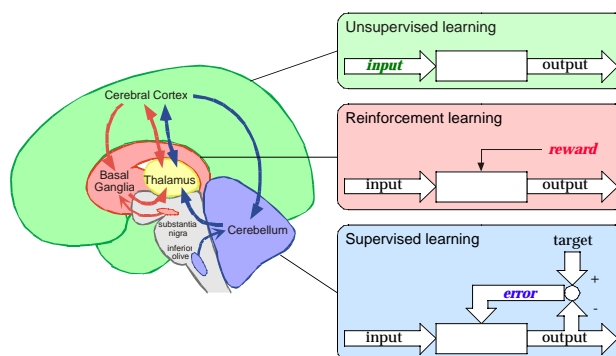 Cerebral Cortex
Basal
Ganglia
Thalamus
substantia
nigra
inferior
olive
Cerebellum
Unsupervised learning
input
output
Reinforcement learning
reward
input
output
Supervised learning
target
+
error
-
input
output